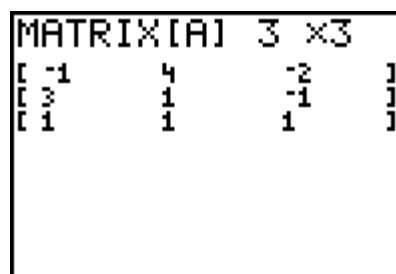 MATRIX[A] 3 ×3
[ ⁻1 4 ⁻2 ]
[ 3 1 ⁻1 ]
[ 1 1 1 ]